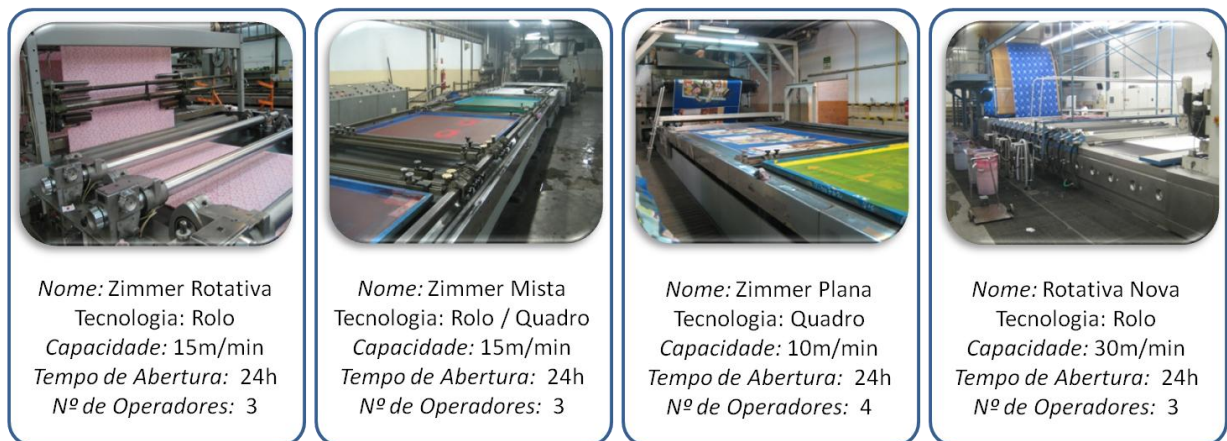 Nome: Zimmer Rotativa
Tecnologia: Rolo
Capacidade: 15m/min
Tempo de Abertura: 24h
Nº de Operadores: 3
Nome: Zimmer Mista
Tecnologia: Rolo / Quadro
Capacidade: 15m/min
Tempo de Abertura: 24h
Nº de Operadores: 3
Nome: Zimmer Plana
Tecnologia: Quadro
Capacidade: 10m/min
Tempo de Abertura: 24h
Nº de Operadores: 4
Nome: Rotativa Nova
Tecnologia: Rolo
Capacidade: 30m/min
Tempo de Abertura: 24h
Nº de Operadores: 3